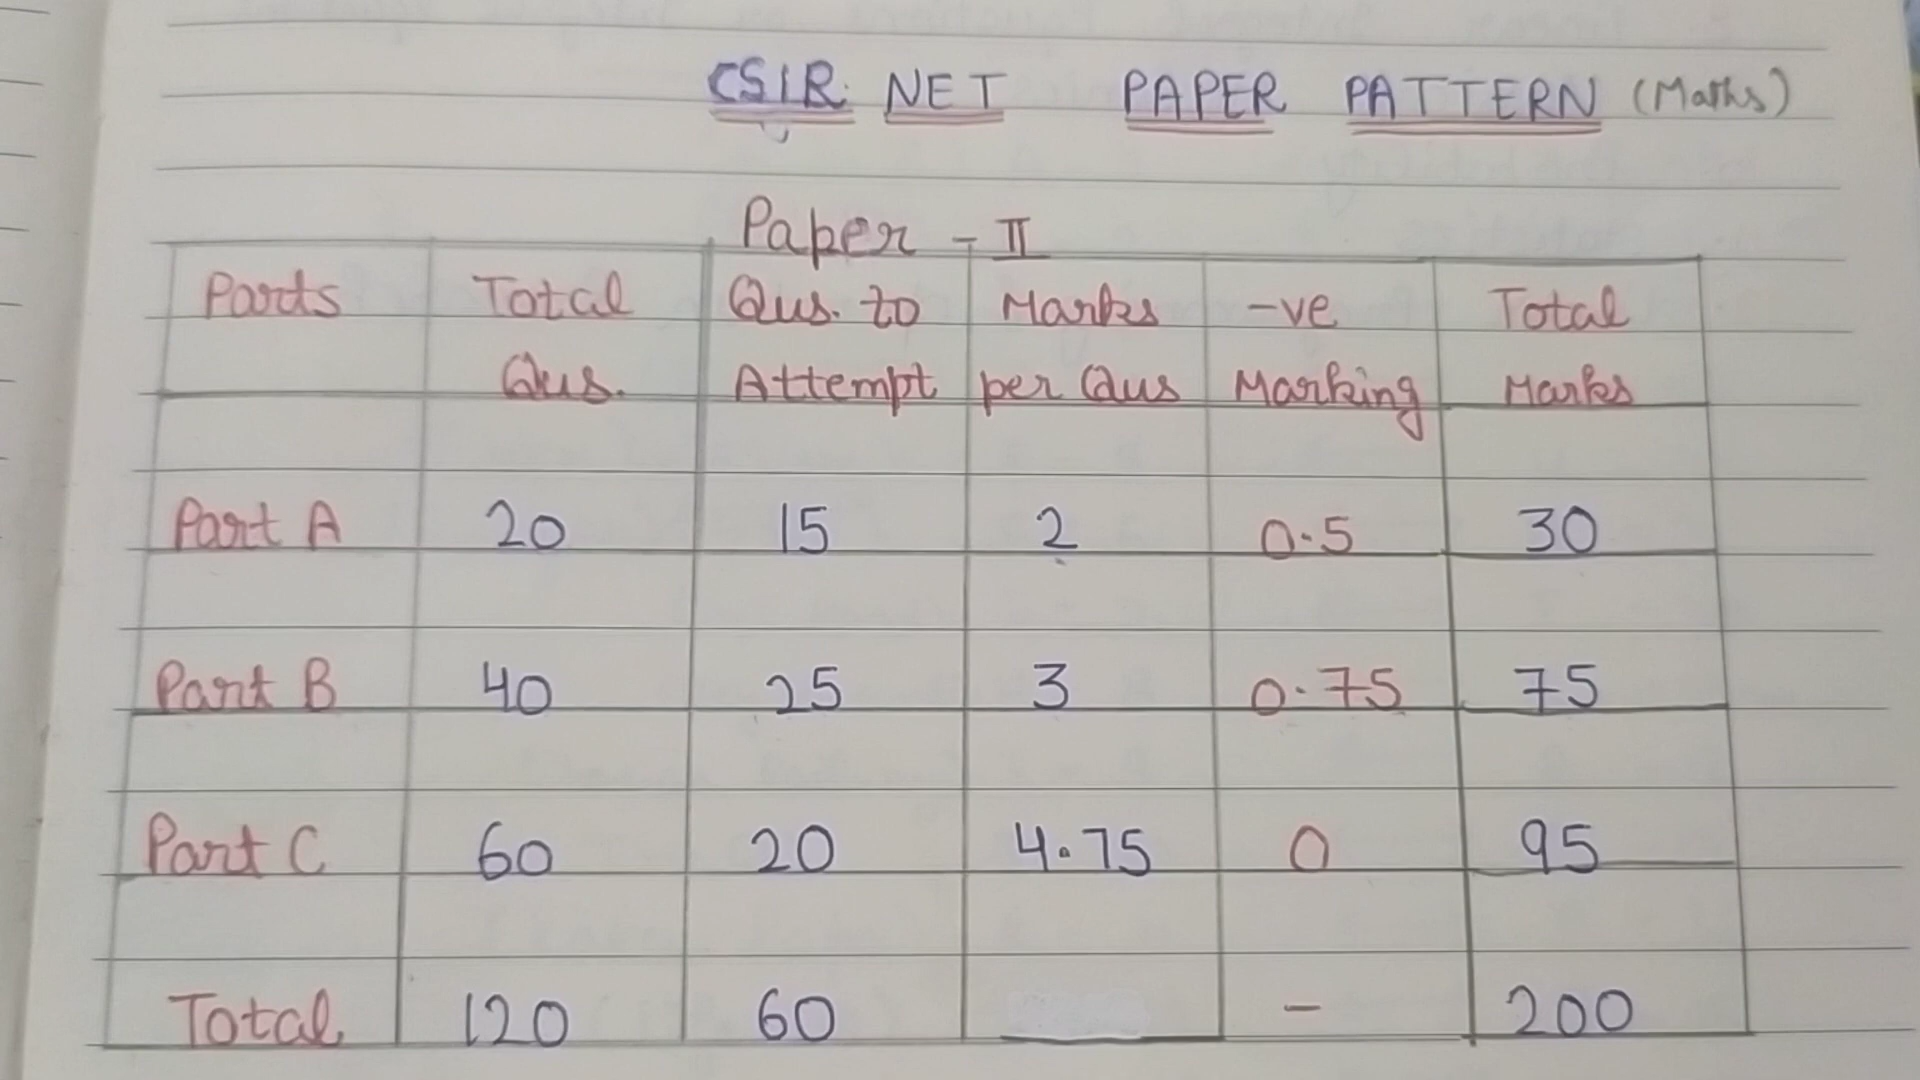 CSIR NET PAPER PATTERN (Maths)
Paper - II
Parts Total Qus. to Marks -ve Total
Qus. Attempt per Qus Marking Marks
Part A 20 15 2 0.5 30
Part B 40 25 3 0.75 75
Part C 60 20 4.75 0 95
Total 120 60 - 200